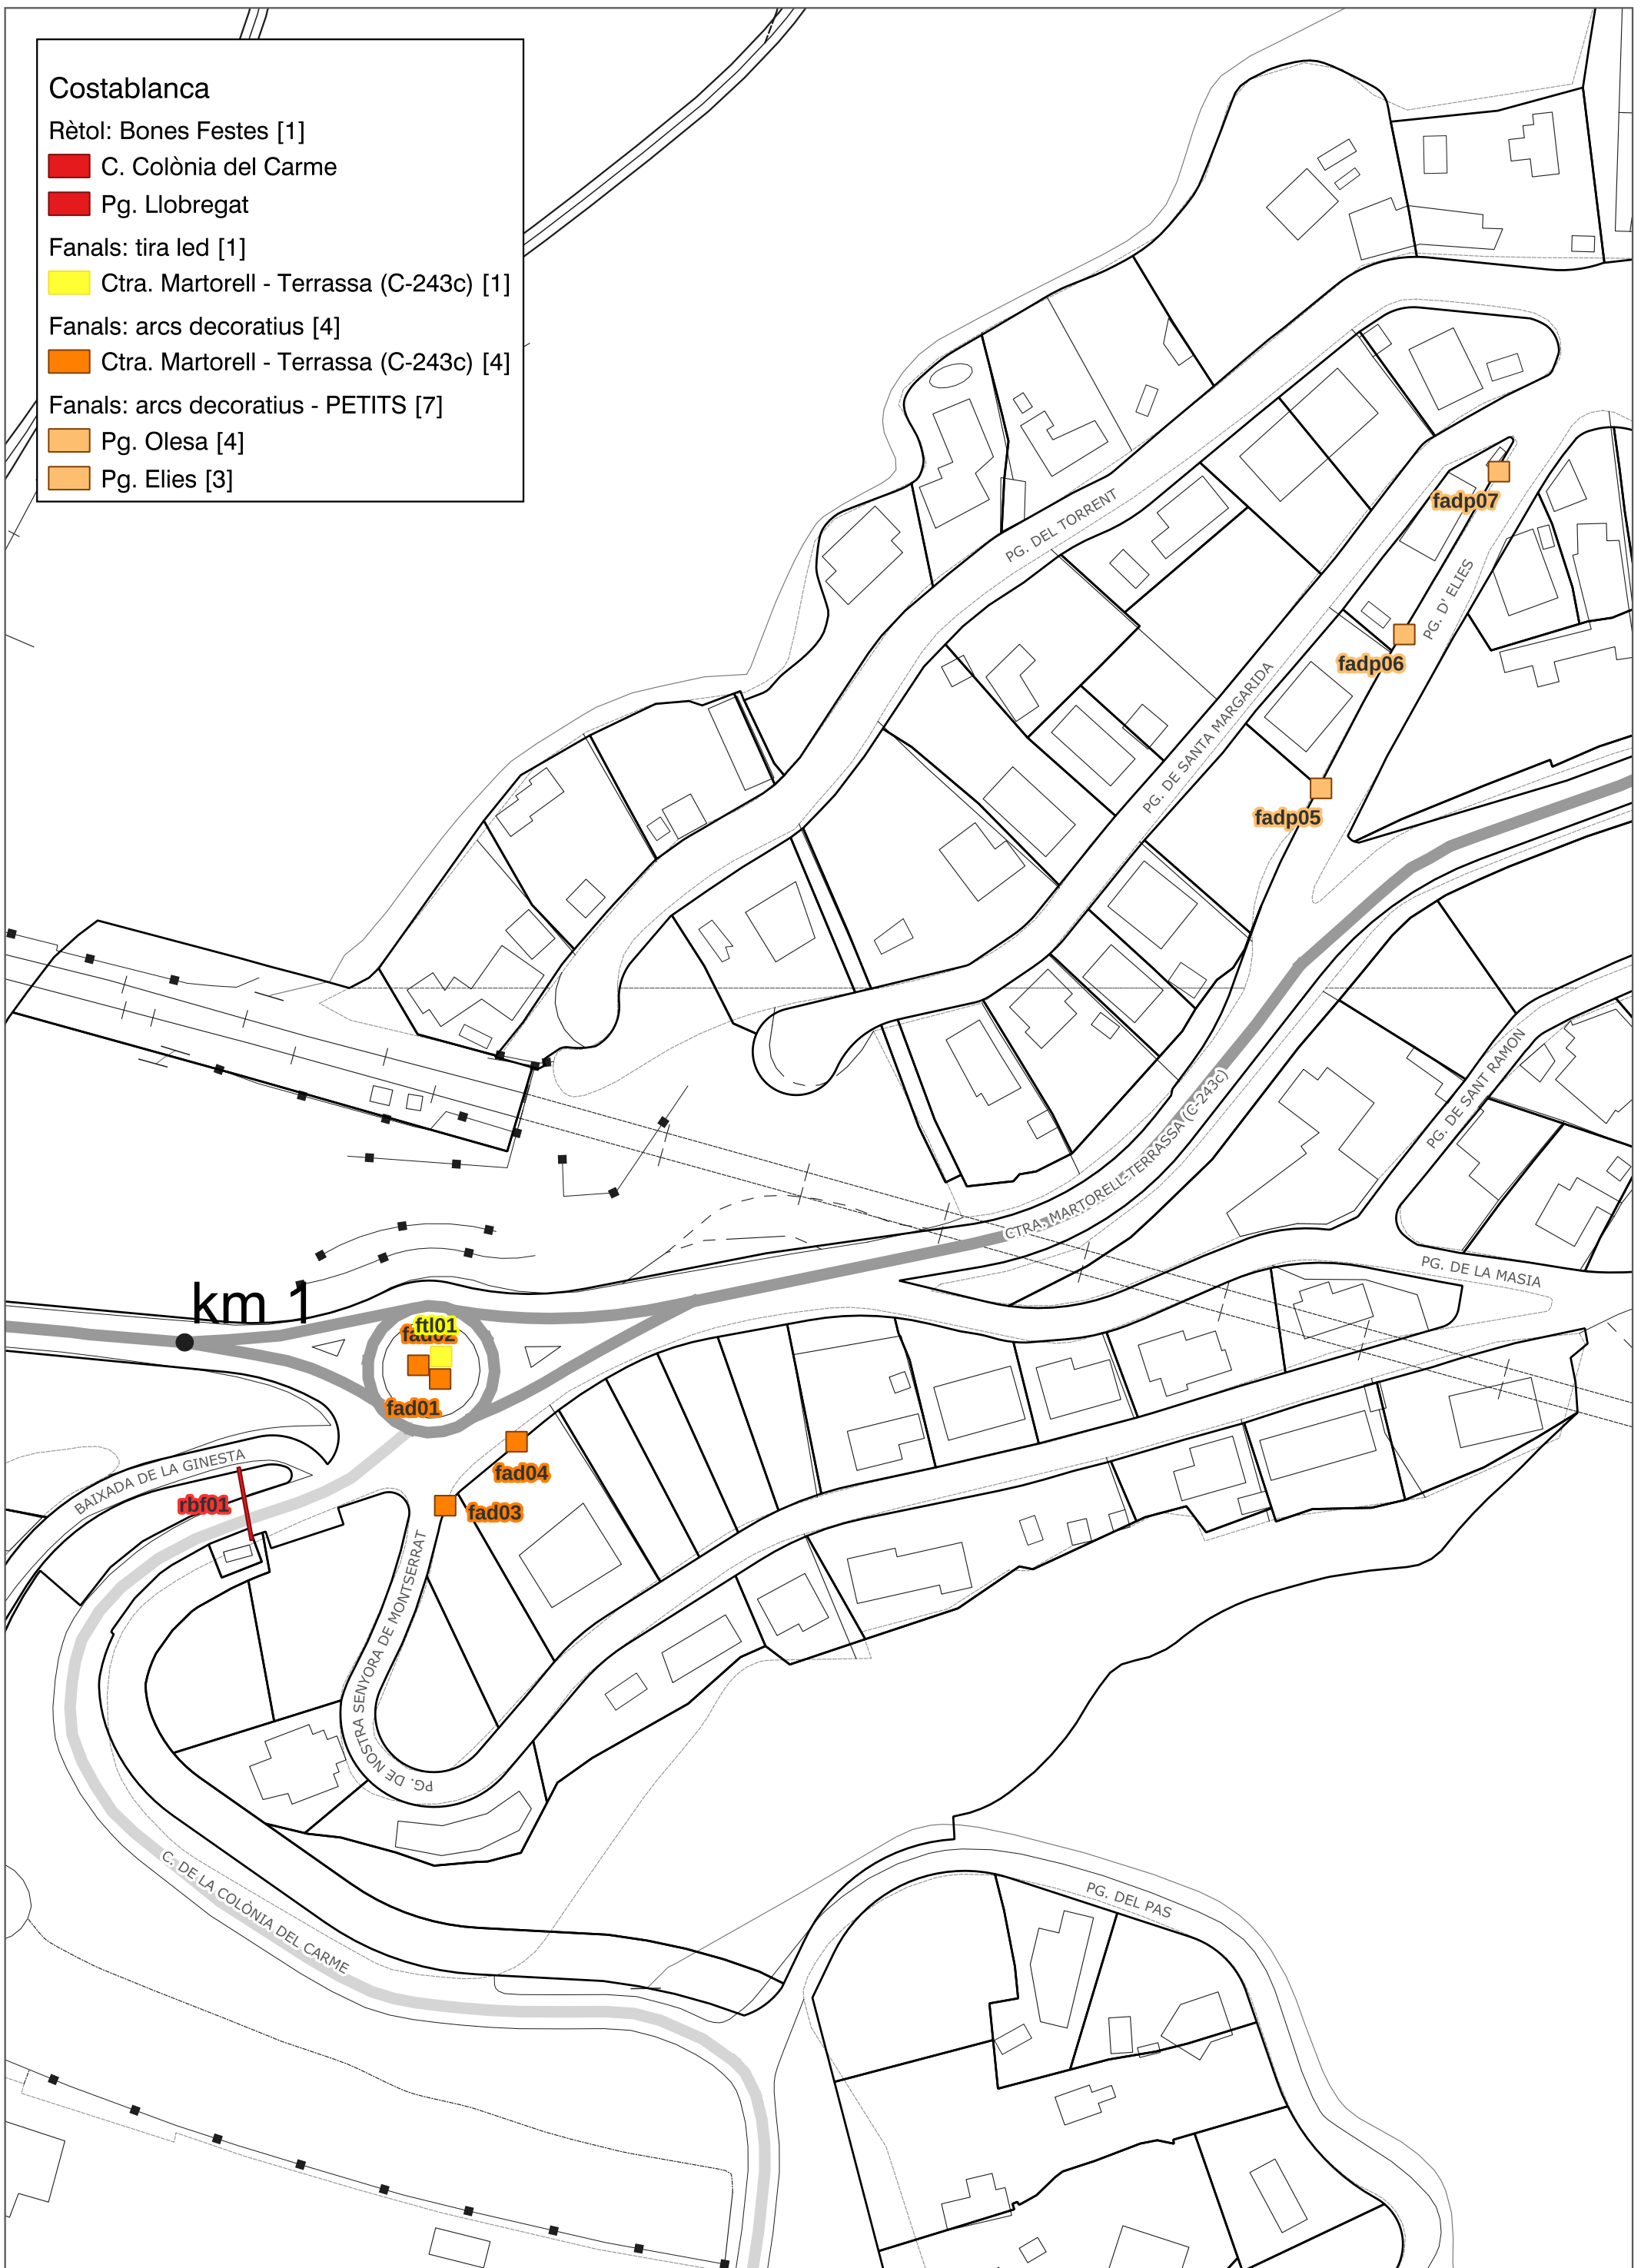 Costablanca
Rètol: Bones Festes [1]
C. Colònia del Carme
Pg. Llobregat
Fanals: tira led [1]
Ctra. Martorell - Terrassa (C-243c) [1]
Fanals: arcs decoratius [4]
Ctra. Martorell - Terrassa (C-243c) [4]
Fanals: arcs decoratius - PETITS [7]
Pg. Olesa [4]
Pg. Elies [3]
fadp07
PG. DEL TORRENT
PG. D' ELIES
fadp06
PG. DE SANTA MARGARIDA
fadp05
PG. DE SANT RAMON
CTRA. MARTORELL-TERRASSA (C-243c)
PG. DE LA MASIA
km 1
ftl01
fad02
fad01
fad04
BAIXADA DE LA GINESTA
rbf01
fad03
PG. DE NOSTRA SENYORA DE MONTSERRAT
C. DE LA COLÒNIA DEL CARME
PG. DEL PAS